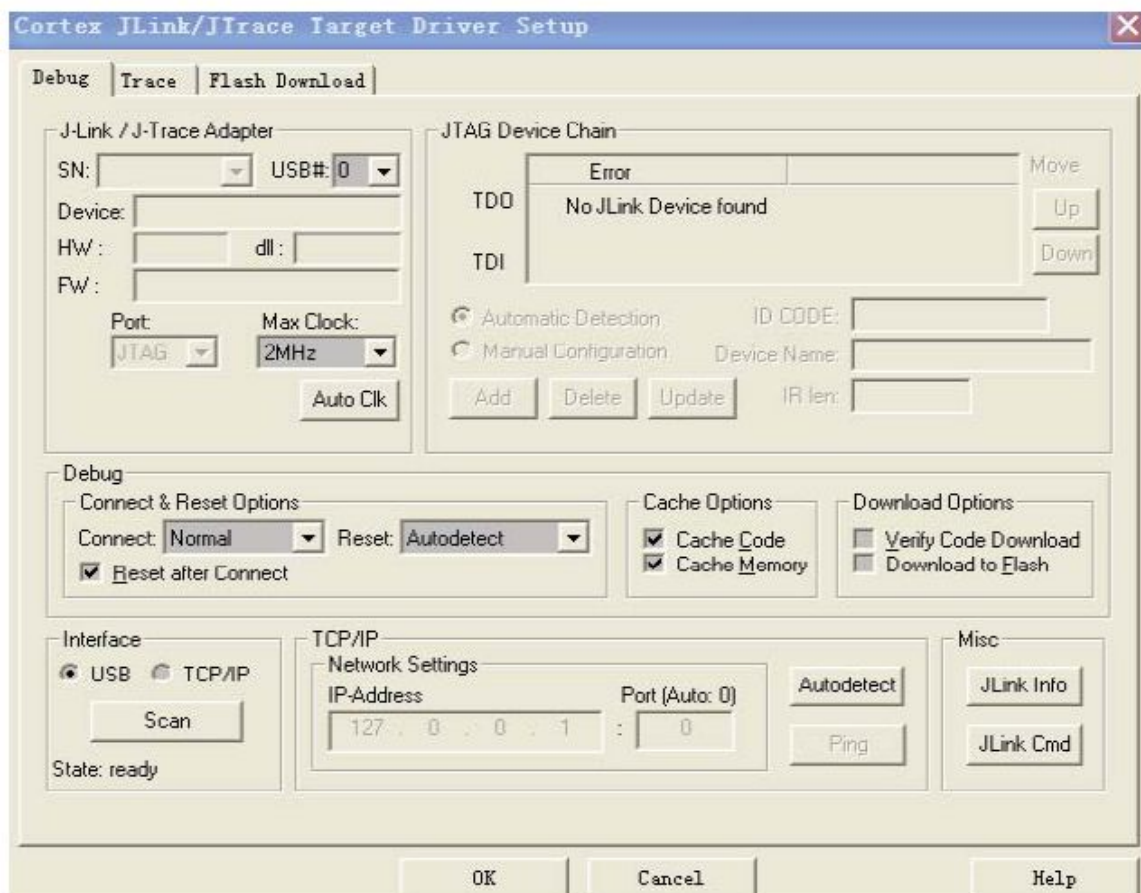 Cortex JLink/JTrace Target Driver Setup
Debug Trace Flash Download
J-Link / J-Trace Adapter
SN: USB#: 0
Device:
HW : dll :
FW :
Port: Max Clock:
JTAG 2MHz
Auto Clk
JTAG Device Chain
Error Move
TDO No JLink Device found Up
TDI Down
Automatic Detection ID CODE:
Manual Configuration Device Name:
Add Delete Update IR len:
Debug
Connect & Reset Options
Connect: Normal Reset: Autodetect
Reset after Connect
Cache Options
Cache Code
Cache Memory
Download Options
Verify Code Download
Download to Flash
Interface
USB TCP/IP
Scan
State: ready
TCP/IP
Network Settings
IP-Address Port (Auto: 0)
127 . 0 . 0 . 1 : 0
Autodetect
Ping
Misc
JLink Info
JLink Cmd
OK Cancel Help